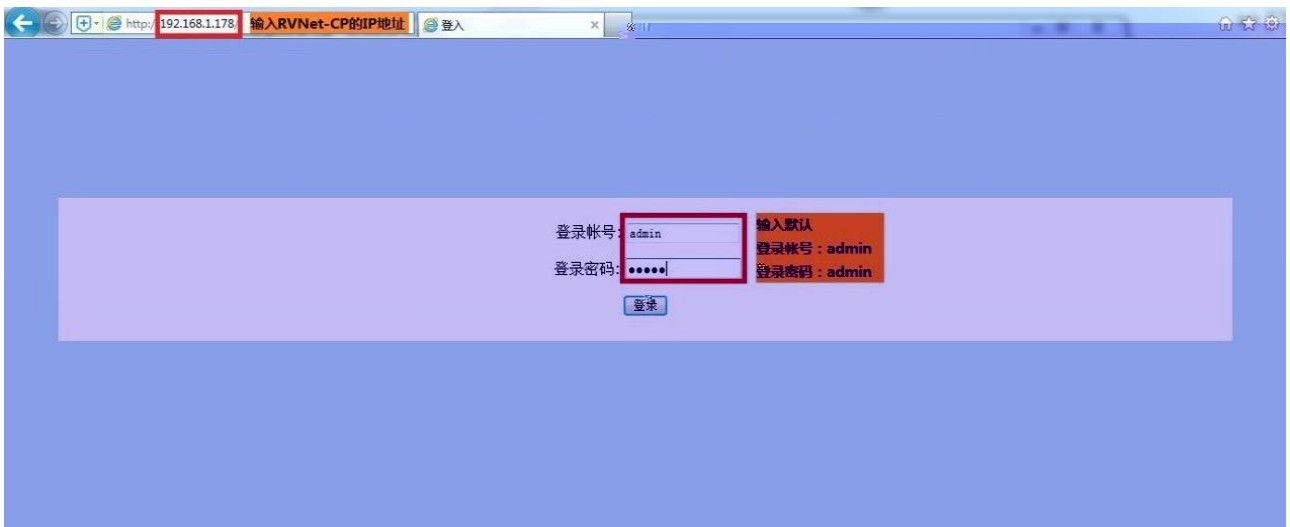 http://192.168.1.178/ 输入RVNet-CP的IP地址 登入
登录帐号: admin 输入默认
登录帐号：admin
登录密码: ●●●●● 登录密码：admin
登录